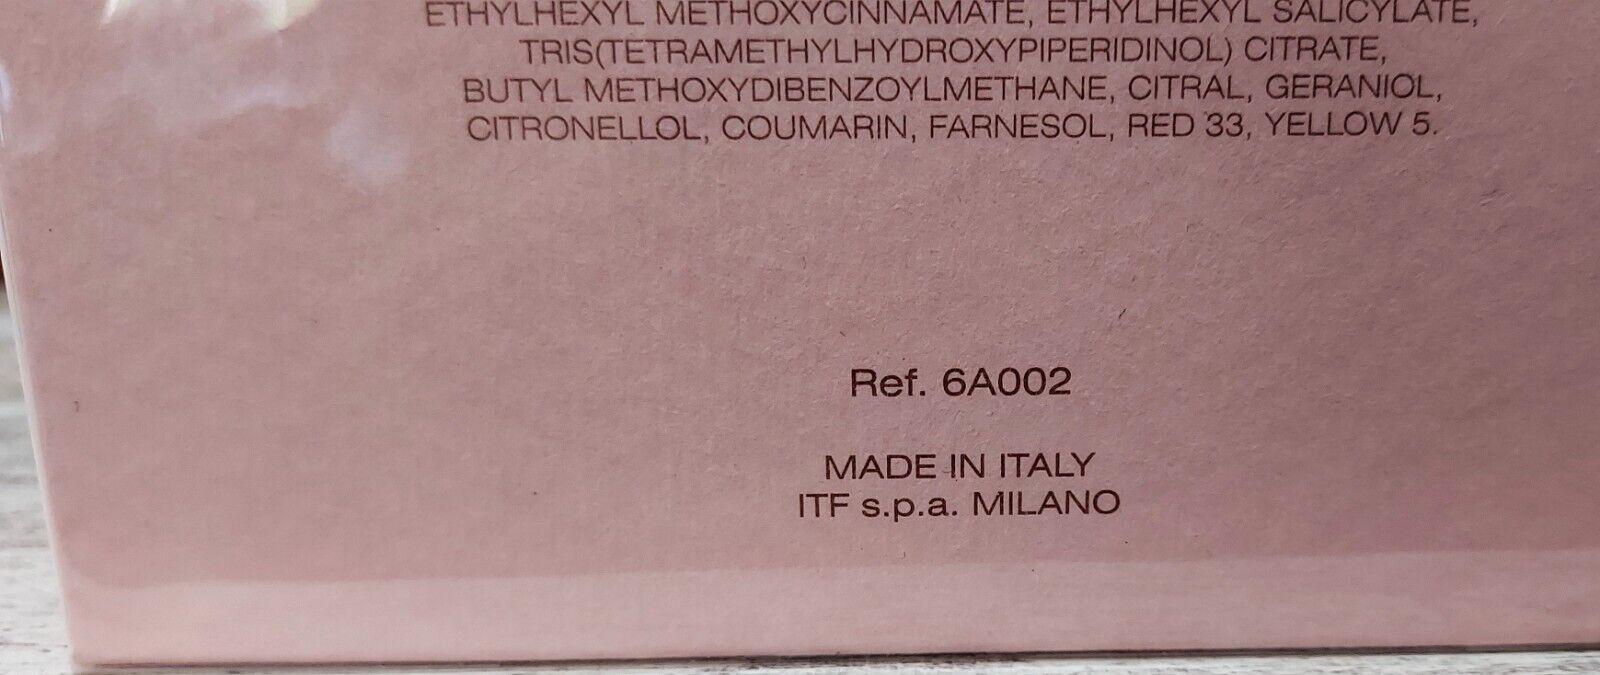 ETHYLHEXYL METHOXYCINNAMATE, ETHYLHEXYL SALICYLATE,
TRIS(TETRAMETHYLHYDROXYPIPERIDINOL) CITRATE,
BUTYL METHOXYDIBENZOYLMETHANE, CITRAL, GERANIOL,
CITRONELLOL, COUMARIN, FARNESOL, RED 33, YELLOW 5.
Ref. 6A002
MADE IN ITALY
ITF s.p.a. MILANO